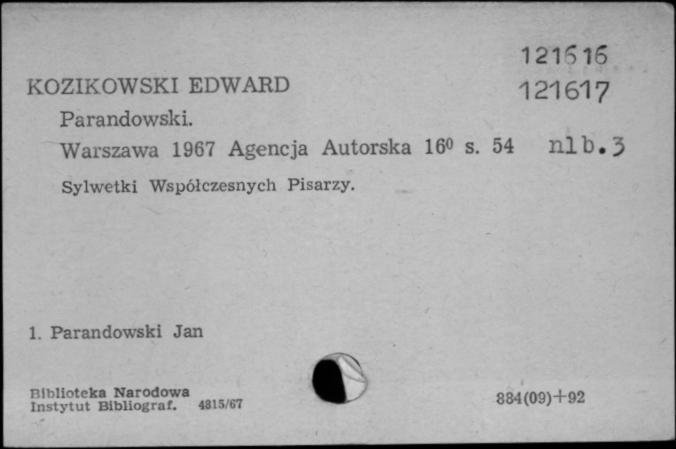 121616
KOZIKOWSKI EDWARD 121617
Parandowski.
Warszawa 1967 Agencja Autorska 16⁰ s. 54 nlb.3
Sylwetki Współczesnych Pisarzy.
1. Parandowski Jan
Biblioteka Narodowa
Instytut Bibliograf. 4815/67 884(09)+92